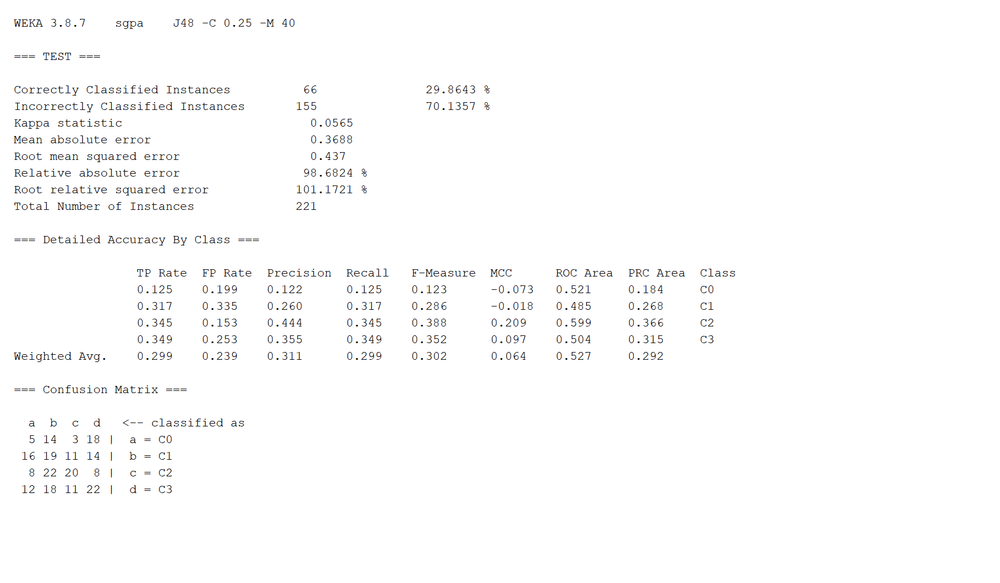 WEKA 3.8.7    sgpa    J48 -C 0.25 -M 40
=== TEST ===
Correctly Classified Instances          66               29.8643 %
Incorrectly Classified Instances       155               70.1357 %
Kappa statistic                          0.0565
Mean absolute error                      0.3688
Root mean squared error                  0.437
Relative absolute error                 98.6824 %
Root relative squared error            101.1721 %
Total Number of Instances              221
=== Detailed Accuracy By Class ===
                 TP Rate  FP Rate  Precision  Recall   F-Measure  MCC      ROC Area  PRC Area  Class
                 0.125    0.199    0.122      0.125    0.123      -0.073   0.521     0.184     C0
                 0.317    0.335    0.260      0.317    0.286      -0.018   0.485     0.268     C1
                 0.345    0.153    0.444      0.345    0.388      0.209    0.599     0.366     C2
                 0.349    0.253    0.355      0.349    0.352      0.097    0.504     0.315     C3
Weighted Avg.    0.299    0.239    0.311      0.299    0.302      0.064    0.527     0.292
=== Confusion Matrix ===
  a  b  c  d   <-- classified as
  5 14  3 18 |  a = C0
 16 19 11 14 |  b = C1
  8 22 20  8 |  c = C2
 12 18 11 22 |  d = C3